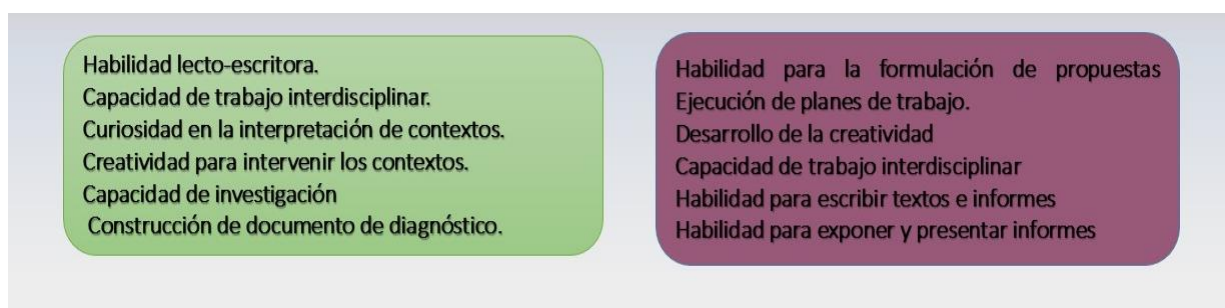 Habilidad lecto-escritora.
Capacidad de trabajo interdisciplinar.
Curiosidad en la interpretación de contextos.
Creatividad para intervenir los contextos.
Capacidad de investigación
Construcción de documento de diagnóstico.
Habilidad para la formulación de propuestas
Ejecución de planes de trabajo.
Desarrollo de la creatividad
Capacidad de trabajo interdisciplinar
Habilidad para escribir textos e informes
Habilidad para exponer y presentar informes